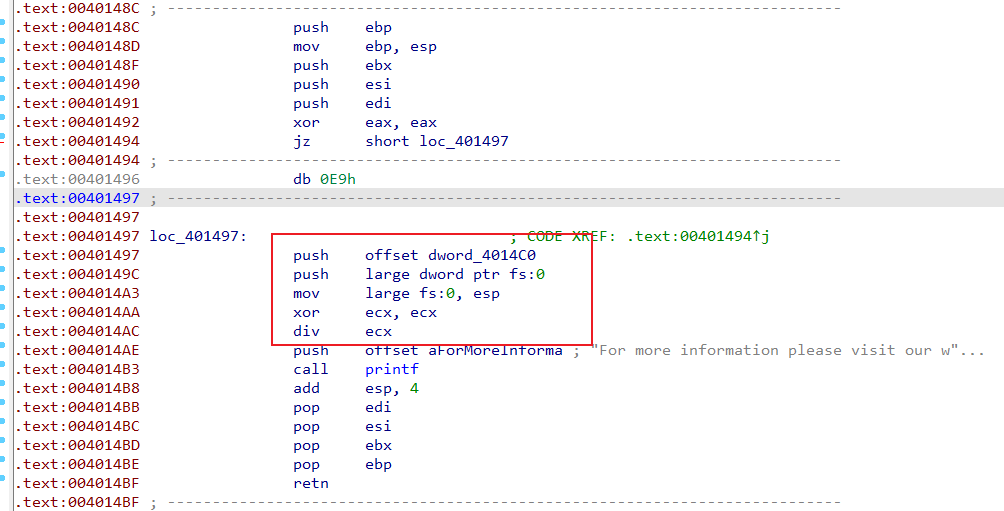 .text:0040148C ; ---------------------------------------------------------------------------
.text:0040148C push ebp
.text:0040148D mov ebp, esp
.text:0040148F push ebx
.text:00401490 push esi
.text:00401491 push edi
.text:00401492 xor eax, eax
.text:00401494 jz short loc_401497
.text:00401494 ; ---------------------------------------------------------------------------
.text:00401496 db 0E9h
.text:00401497 ; ---------------------------------------------------------------------------
.text:00401497
.text:00401497 loc_401497: ; CODE XREF: .text:00401494↑j
.text:00401497 push offset dword_4014C0
.text:0040149C push large dword ptr fs:0
.text:004014A3 mov large fs:0, esp
.text:004014AA xor ecx, ecx
.text:004014AC div ecx
.text:004014AE push offset aForMoreInforma ; "For more information please visit our w"...
.text:004014B3 call printf
.text:004014B8 add esp, 4
.text:004014BB pop edi
.text:004014BC pop esi
.text:004014BD pop ebx
.text:004014BE pop ebp
.text:004014BF retn
.text:004014BF ; ---------------------------------------------------------------------------